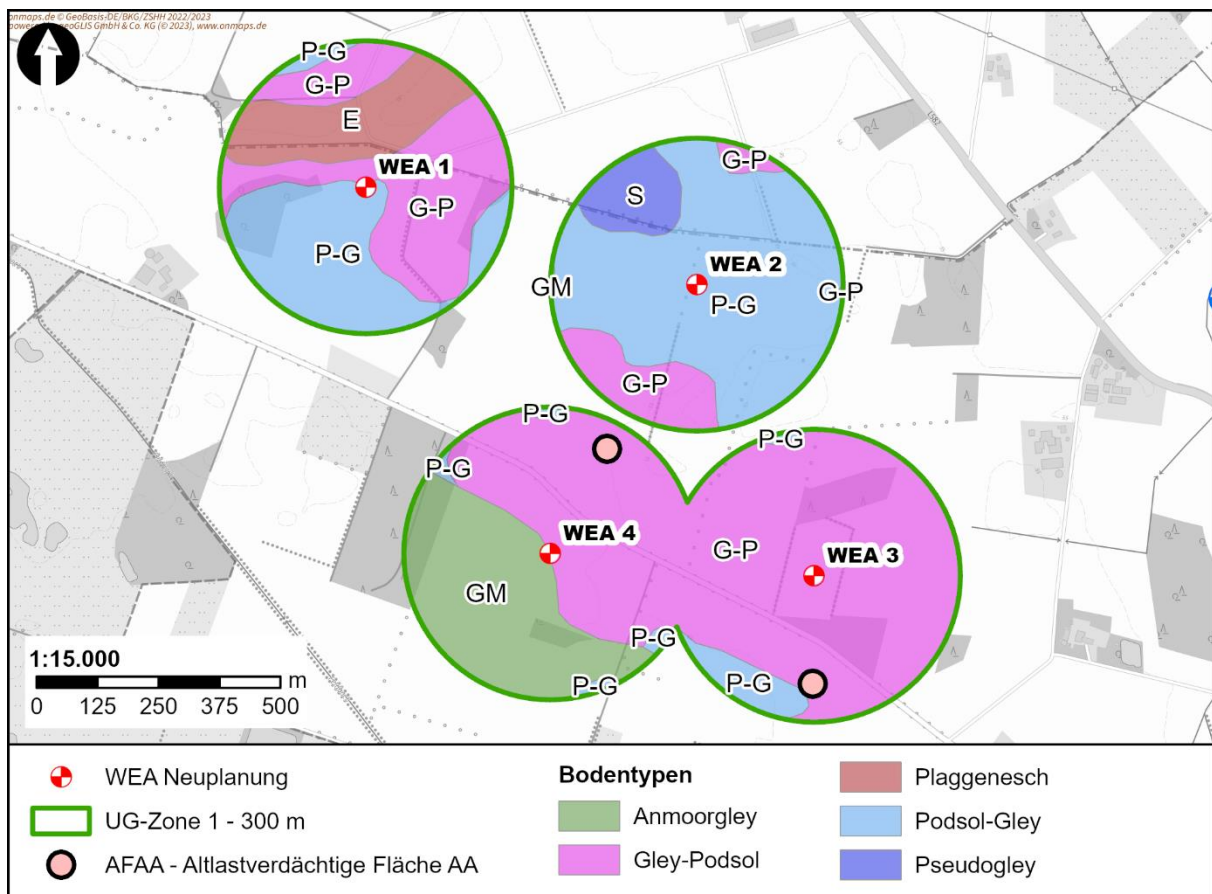 onmaps.de © GeoBasis-DE/BKG/ZSHH 2022/2023
GmbH & Co. KG (© 2023), www.onmaps.de
P-G
G-P
E
WEA 1
G-P
P-G
G-P
S
WEA 2
GM
P-G
G-P
G-P
P-G
P-G
P-G
WEA 4
G-P
WEA 3
GM
P-G
P-G
P-G
1:15.000
m
0 125 250 375 500
WEA Neuplanung
UG-Zone 1 - 300 m
AFAA - Altlastverdächtige Fläche AA
Bodentypen
Anmoorgley
Gley-Podsol
Plaggenesch
Podsol-Gley
Pseudogley